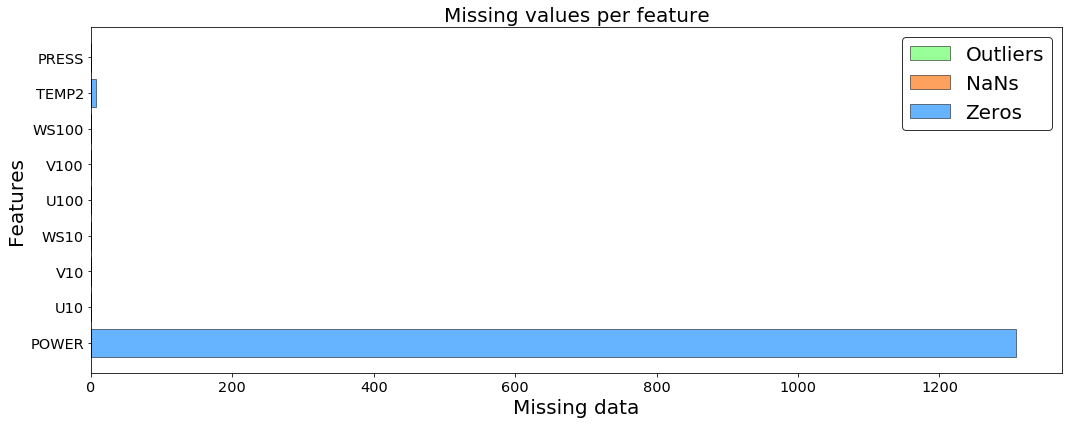 Missing values per feature
Outliers
NaNs
Zeros
Features
PRESS
TEMP2
WS100
V100
U100
WS10
V10
U10
POWER
0 200 400 600 800 1000 1200
Missing data